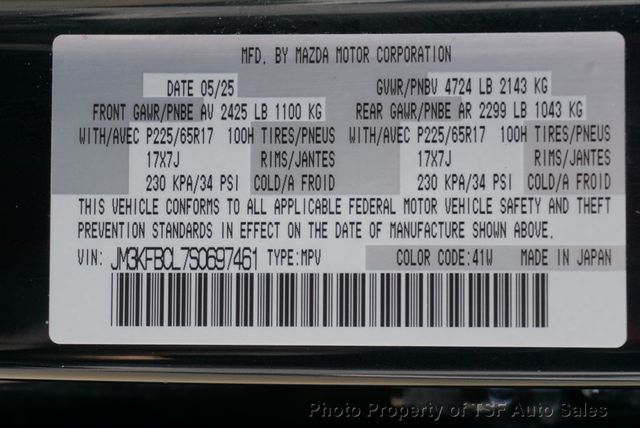 MFD. BY MAZDA MOTOR CORPORATION
DATE 05/25 GVWR/PNBV 4724 LB 2143 KG
FRONT GAWR/PNBE AV 2425 LB 1100 KG REAR GAWR/PNBE AR 2299 LB 1043 KG
WITH/AVEC P225/65R17 100H TIRES/PNEUS WITH/AVEC P225/65R17 100H TIRES/PNEUS
17X7J RIMS/JANTES 17X7J RIMS/JANTES
230 KPA/34 PSI COLD/A FROID 230 KPA/34 PSI COLD/A FROID
THIS VEHICLE CONFORMS TO ALL APPLICABLE FEDERAL MOTOR VEHICLE SAFETY AND THEFT
PREVENTION STANDARDS IN EFFECT ON THE DATE OF MANUFACTURE SHOWN ABOVE.
VIN: JM3KFBCL7S0697461 TYPE:MPV COLOR CODE:41W MADE IN JAPAN
Photo Property of TSF Auto Sales